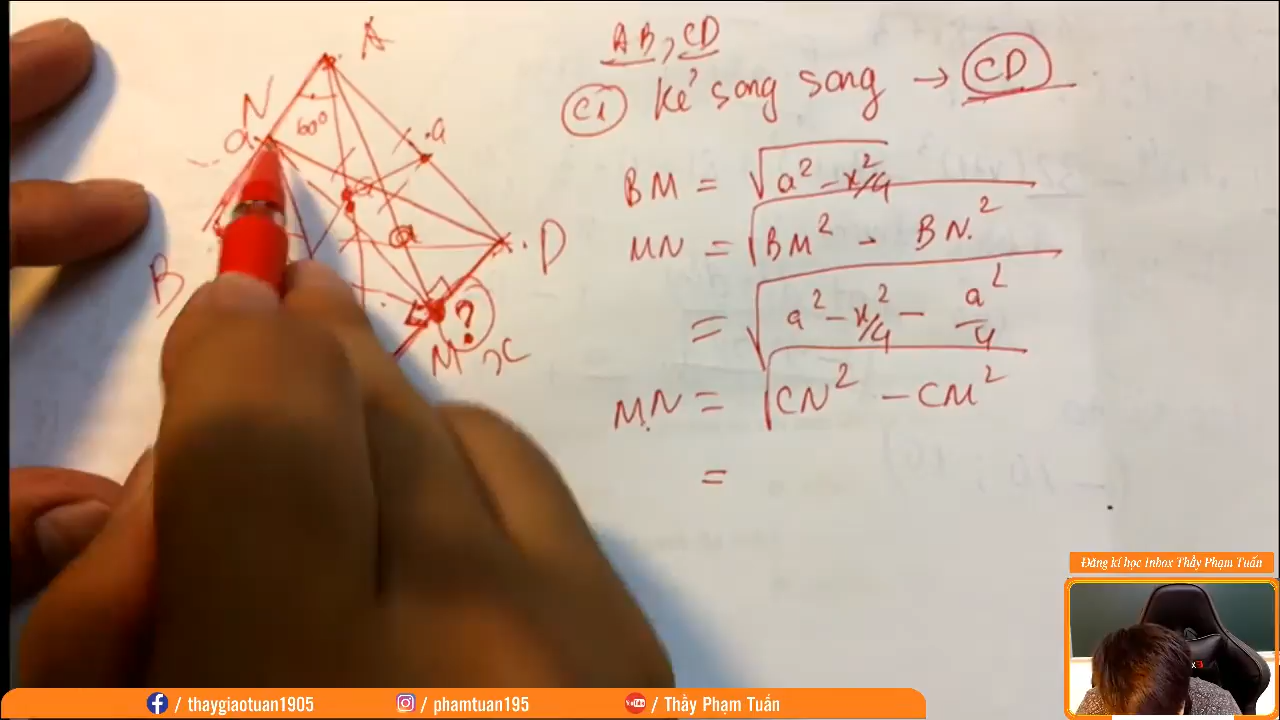 AB, CD
C1 Kẻ song song → CD
BM = √(a² - x²/4)
MN = √(BM² - BN²)
= √(a² - x²/4 - a²/4)
MN = √(CN² - CM²)
=
A
N
a
60°
a
D
B
?
M
x
Đăng kí học Inbox Thầy Phạm Tuấn
/ thaygiaotuan1905
/ phamtuan195
YouTube / Thầy Phạm Tuấn